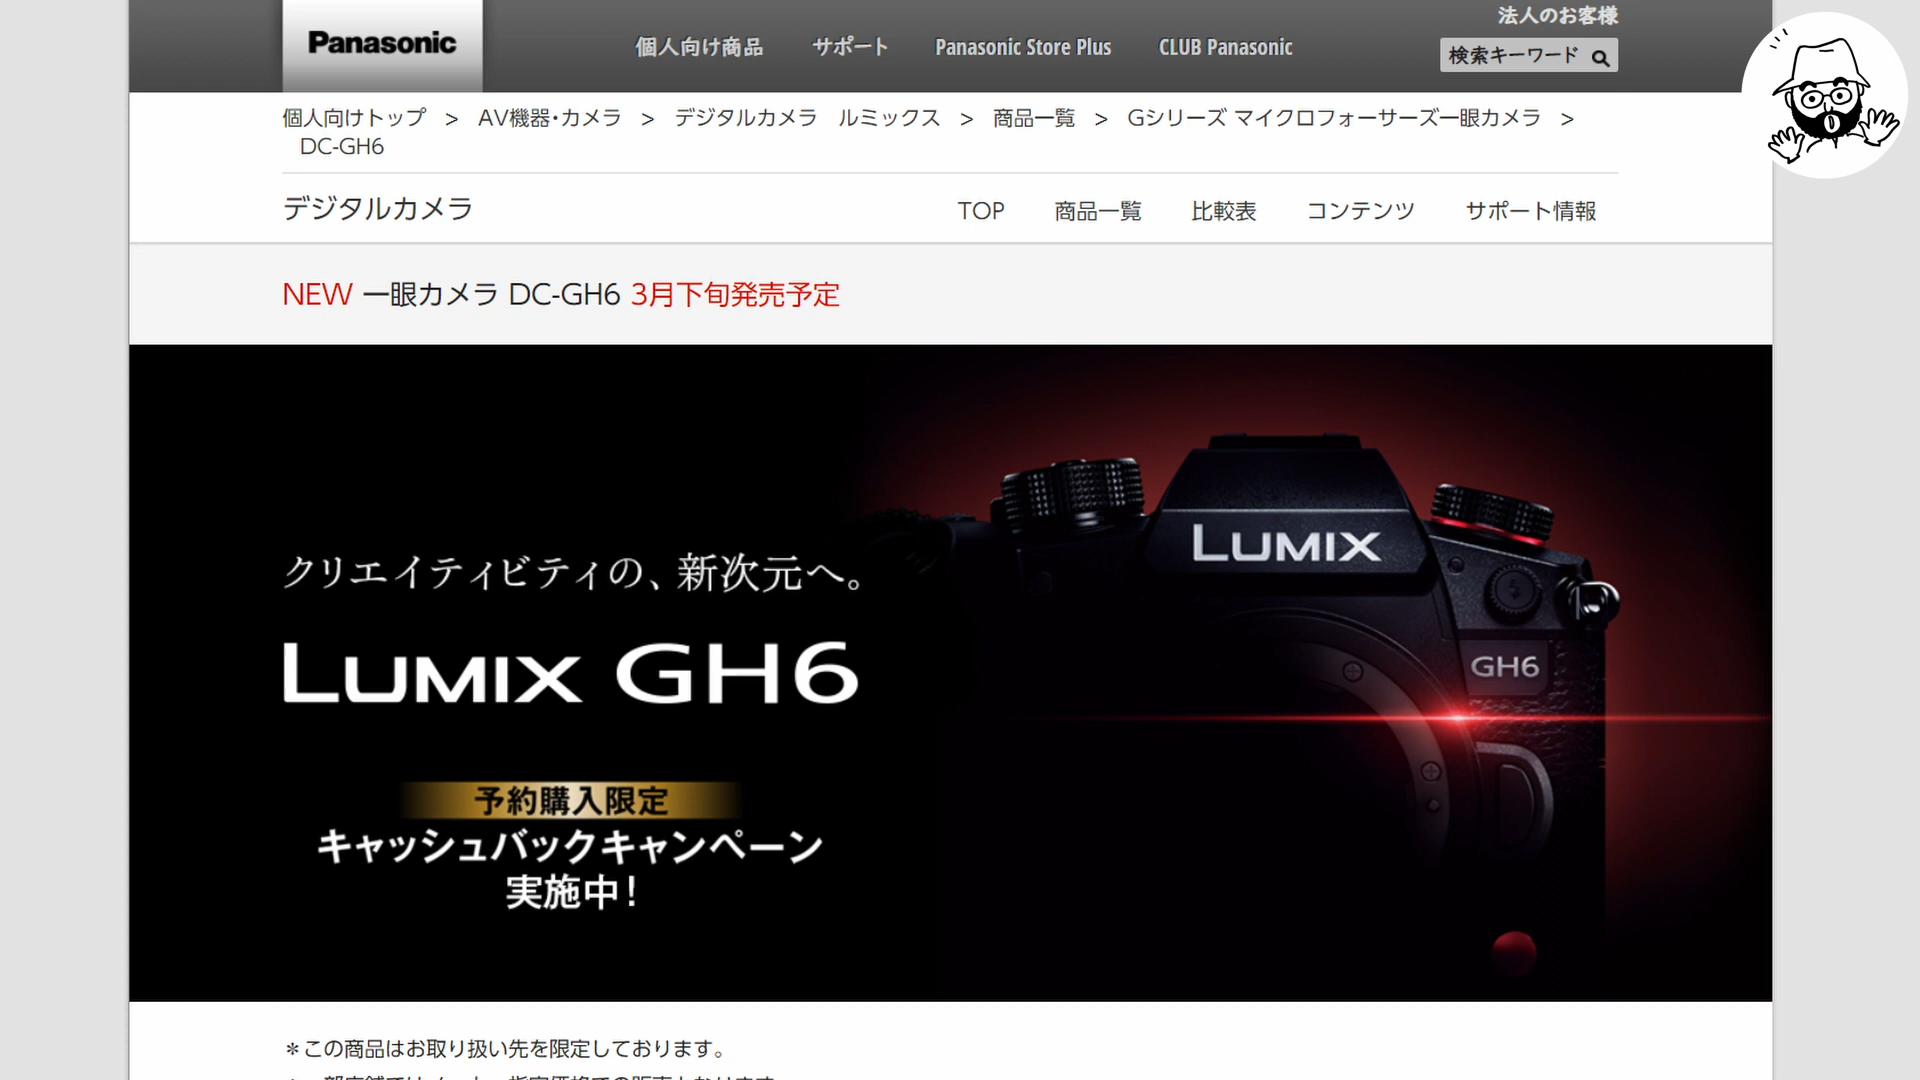 Panasonic
個人向け商品 サポート Panasonic Store Plus CLUB Panasonic
法人のお客様
検索キーワード
個人向けトップ > AV機器・カメラ > デジタルカメラ ルミックス > 商品一覧 > Gシリーズ マイクロフォーサーズ一眼カメラ >
DC-GH6
デジタルカメラ
TOP 商品一覧 比較表 コンテンツ サポート情報
NEW 一眼カメラ DC-GH6 3月下旬発売予定
クリエイティビティの、新次元へ。
LUMIX GH6
予約購入限定
キャッシュバックキャンペーン
実施中!
LUMIX
GH6
＊この商品はお取り扱い先を限定しております。